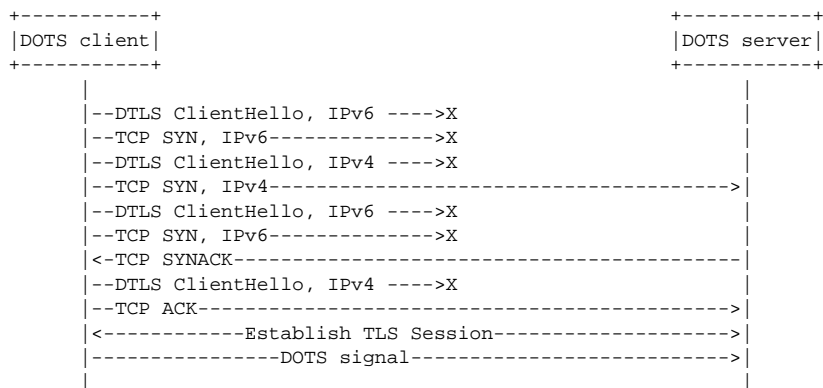 +-----------+                                            +-----------+
|DOTS client|                                            |DOTS server|
+-----------+                                            +-----------+
      |                                                        |
      |--DTLS ClientHello, IPv6 ---->X                         |
      |--TCP SYN, IPv6-------------->X                         |
      |--DTLS ClientHello, IPv4 ---->X                         |
      |--TCP SYN, IPv4--------------------------------------->|
      |--DTLS ClientHello, IPv6 ---->X                         |
      |--TCP SYN, IPv6-------------->X                         |
      |<-TCP SYNACK-------------------------------------------|
      |--DTLS ClientHello, IPv4 ---->X                         |
      |--TCP ACK--------------------------------------------->|
      |<------------Establish TLS Session-------------------->|
      |----------------DOTS signal--------------------------->|
      |                                                        |